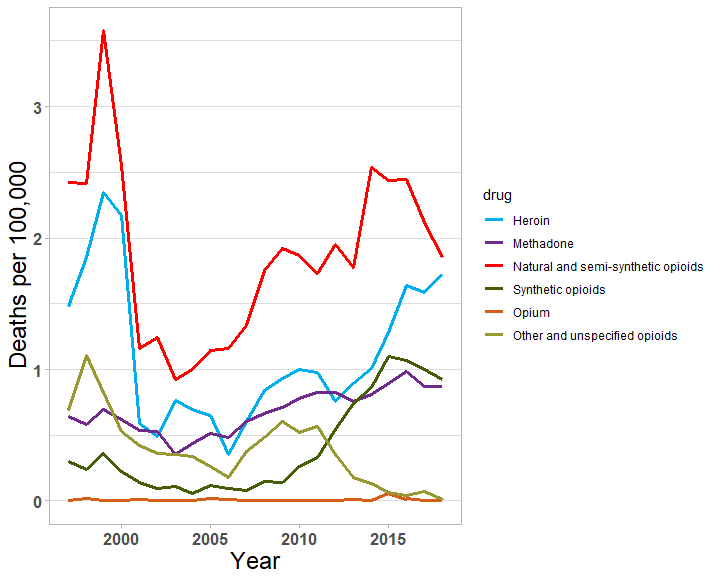 Deaths per 100,000
3
2
1
0
2000
2005
2010
2015
Year
drug
Heroin
Methadone
Natural and semi-synthetic opioids
Synthetic opioids
Opium
Other and unspecified opioids